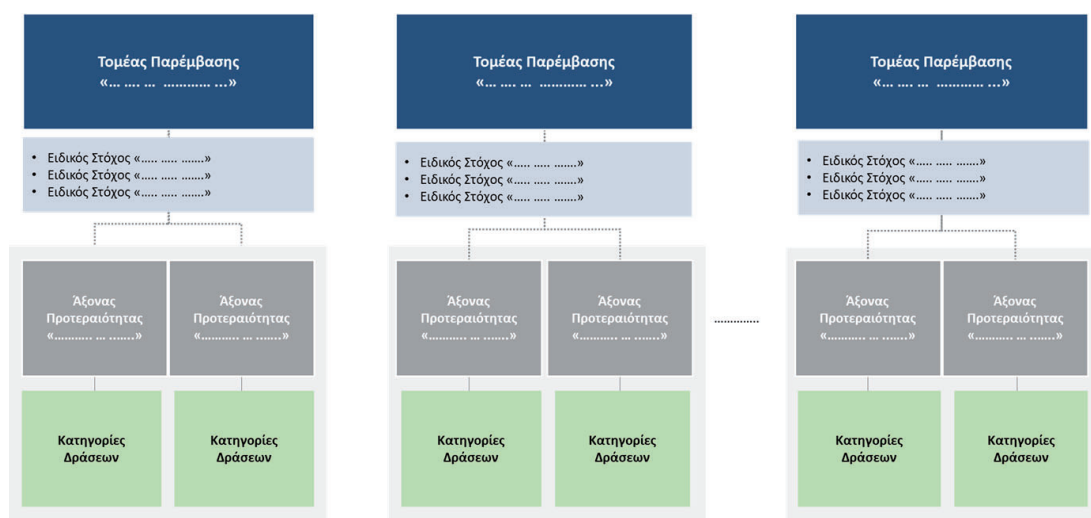 Τομέας Παρέμβασης
«... .... ... ............ ...»
• Ειδικός Στόχος «..... ..... .......»
• Ειδικός Στόχος «..... ..... .......»
• Ειδικός Στόχος «..... ..... .......»
Άξονας
Προτεραιότητας
«........... ... .......»
Άξονας
Προτεραιότητας
«........... ... .......»
Κατηγορίες
Δράσεων
Κατηγορίες
Δράσεων
Τομέας Παρέμβασης
«... .... ... ............ ...»
• Ειδικός Στόχος «..... ..... .......»
• Ειδικός Στόχος «..... ..... .......»
• Ειδικός Στόχος «..... ..... .......»
Άξονας
Προτεραιότητας
«........... ... .......»
Άξονας
Προτεραιότητας
«........... ... .......»
Κατηγορίες
Δράσεων
Κατηγορίες
Δράσεων
.............
Τομέας Παρέμβασης
«... .... ... ............ ...»
• Ειδικός Στόχος «..... ..... .......»
• Ειδικός Στόχος «..... ..... .......»
• Ειδικός Στόχος «..... ..... .......»
Άξονας
Προτεραιότητας
«........... ... .......»
Άξονας
Προτεραιότητας
«........... ... .......»
Κατηγορίες
Δράσεων
Κατηγορίες
Δράσεων